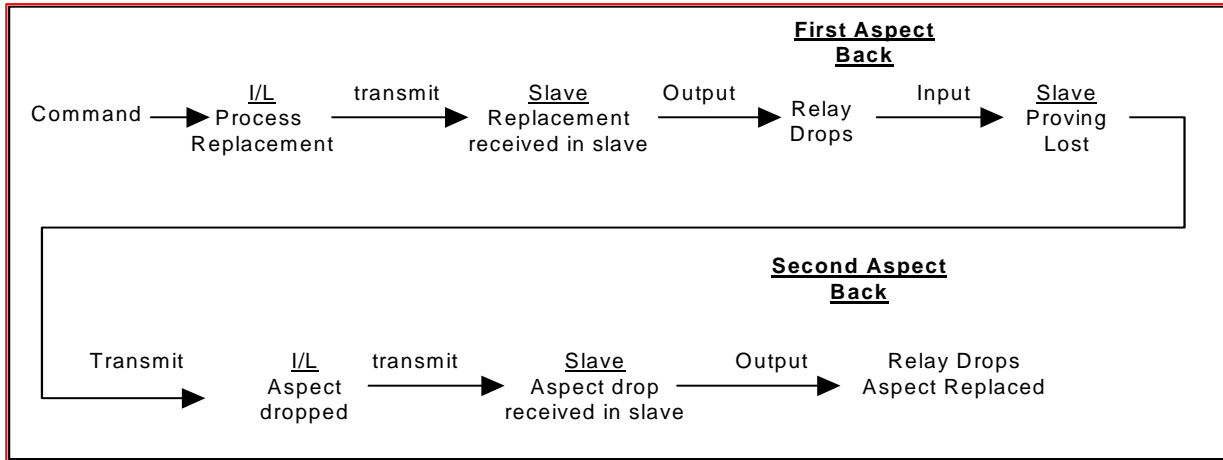 First Aspect
Back
Command
I/L
Process
Replacement
transmit
Slave
Replacement
received in slave
Output
Relay
Drops
Input
Slave
Proving
Lost
Second Aspect
Back
Transmit
I/L
Aspect
dropped
transmit
Slave
Aspect drop
received in slave
Output
Relay Drops
Aspect Replaced